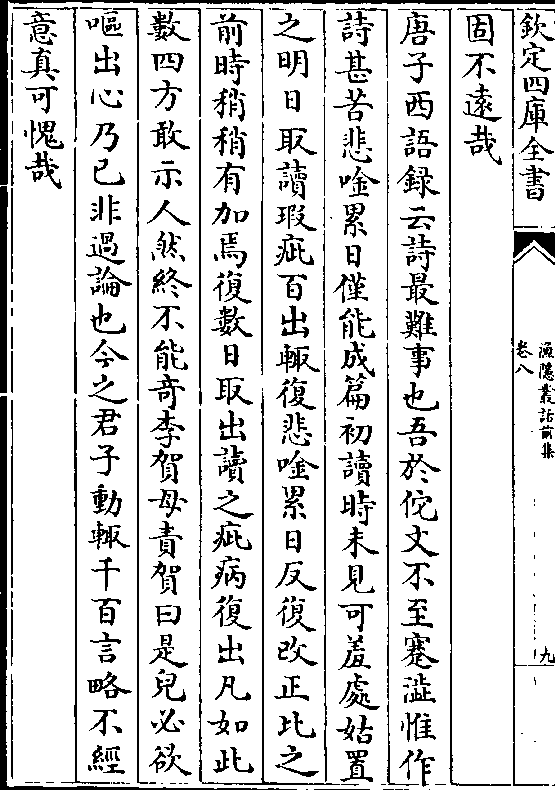 欽定四庫全書
漁隱叢話前集
卷八
九
固不遠哉
唐子西語録云詩最難事也吾於佗文不至蹇澁惟作
詩甚苦悲唫累日僅能成篇初讀時未見可羞處姑置
之明日取讀瑕疵百出輒復悲唫累日反復改正比之
前時稍稍有加焉復數日取出讀之疵病復出凡如此
數四方敢示人然終不能奇李賀母責賀曰是兒必欲
嘔出心乃已非過論也今之君子動輒千百言略不經
意真可愧哉